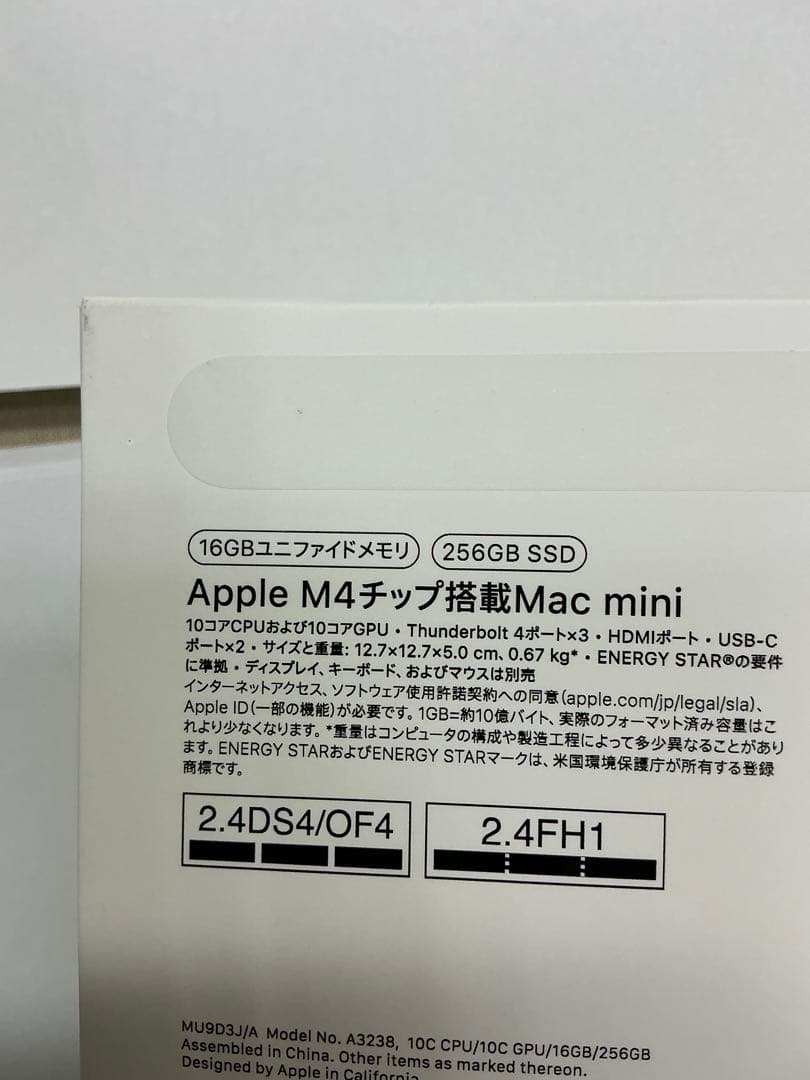 16GBユニファイドメモリ 256GB SSD
Apple M4チップ搭載Mac mini
10コアCPUおよび10コアGPU・Thunderbolt 4ポート×3・HDMIポート・USB-C
ポート×2・サイズと重量: 12.7×12.7×5.0 cm、0.67 kg*・ENERGY STAR®の要件
に準拠・ディスプレイ、キーボード、およびマウスは別売
インターネットアクセス、ソフトウェア使用許諾契約への同意(apple.com/jp/legal/sla)、
Apple ID(一部の機能)が必要です。1GB=約10億バイト、実際のフォーマット済み容量はこ
れより少なくなります。*重量はコンピュータの構成や製造工程によって多少異なることがあり
ます。ENERGY STARおよびENERGY STARマークは、米国環境保護庁が所有する登録
商標です。
2.4DS4/OF4 2.4FH1
MU9D3J/A Model No. A3238, 10C CPU/10C GPU/16GB/256GB
Assembled in China. Other items as marked thereon.
Designed by Apple in California